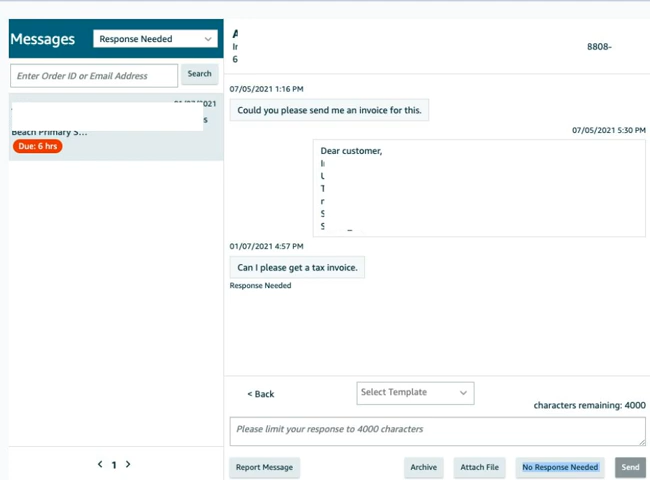 Messages
Response Needed
Enter Order ID or Email Address
Search
Beach Primary S...
Due: 6 hrs
< 1 >
6
8808-
07/05/2021 1:16 PM
Could you please send me an invoice for this.
07/05/2021 5:30 PM
Dear customer,
01/07/2021 4:57 PM
Can I please get a tax invoice.
Response Needed
< Back
Select Template
characters remaining: 4000
Please limit your response to 4000 characters
Report Message
Archive
Attach File
No Response Needed
Send